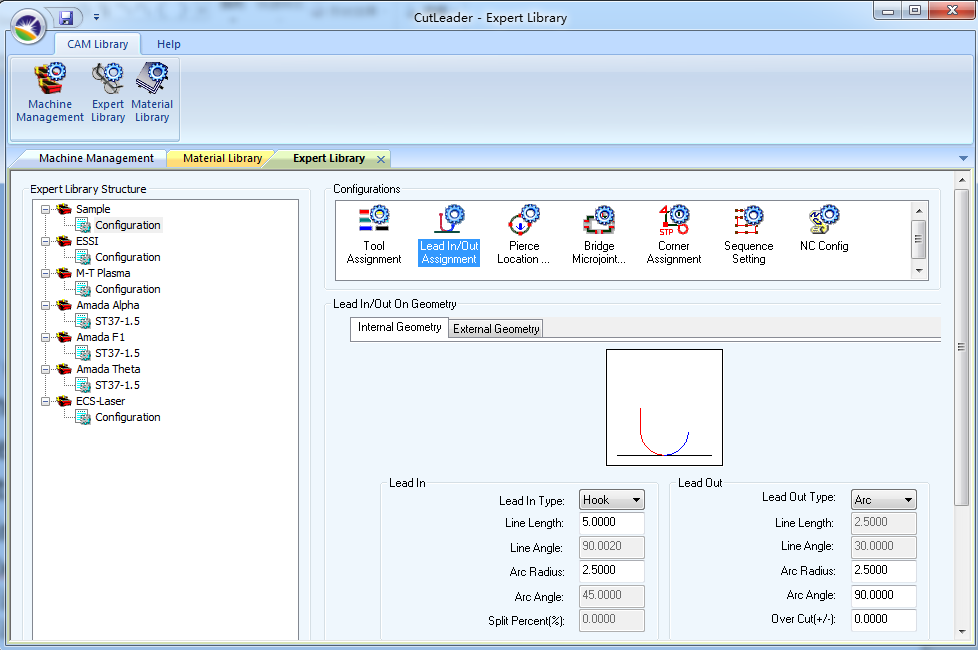 CutLeader - Expert Library
CAM Library Help
Machine Management
Expert Library
Material Library
Machine Management Material Library Expert Library
Expert Library Structure
Sample
Configuration
ESSI
Configuration
M-T Plasma
Configuration
Amada Alpha
ST37-1.5
Amada F1
ST37-1.5
Amada Theta
ST37-1.5
ECS-Laser
Configuration
Configurations
Tool Assignment
Lead In/Out Assignment
Pierce Location ...
Bridge Microjoint...
STP
Corner Assignment
Sequence Setting
NC Config
Lead In/Out On Geometry
Internal Geometry External Geometry
Lead In
Lead In Type: Hook
Line Length: 5.0000
Line Angle: 90.0020
Arc Radius: 2.5000
Arc Angle: 45.0000
Split Percent(%): 0.0000
Lead Out
Lead Out Type: Arc
Line Length: 2.5000
Line Angle: 30.0000
Arc Radius: 2.5000
Arc Angle: 90.0000
Over Cut(+/-): 0.0000